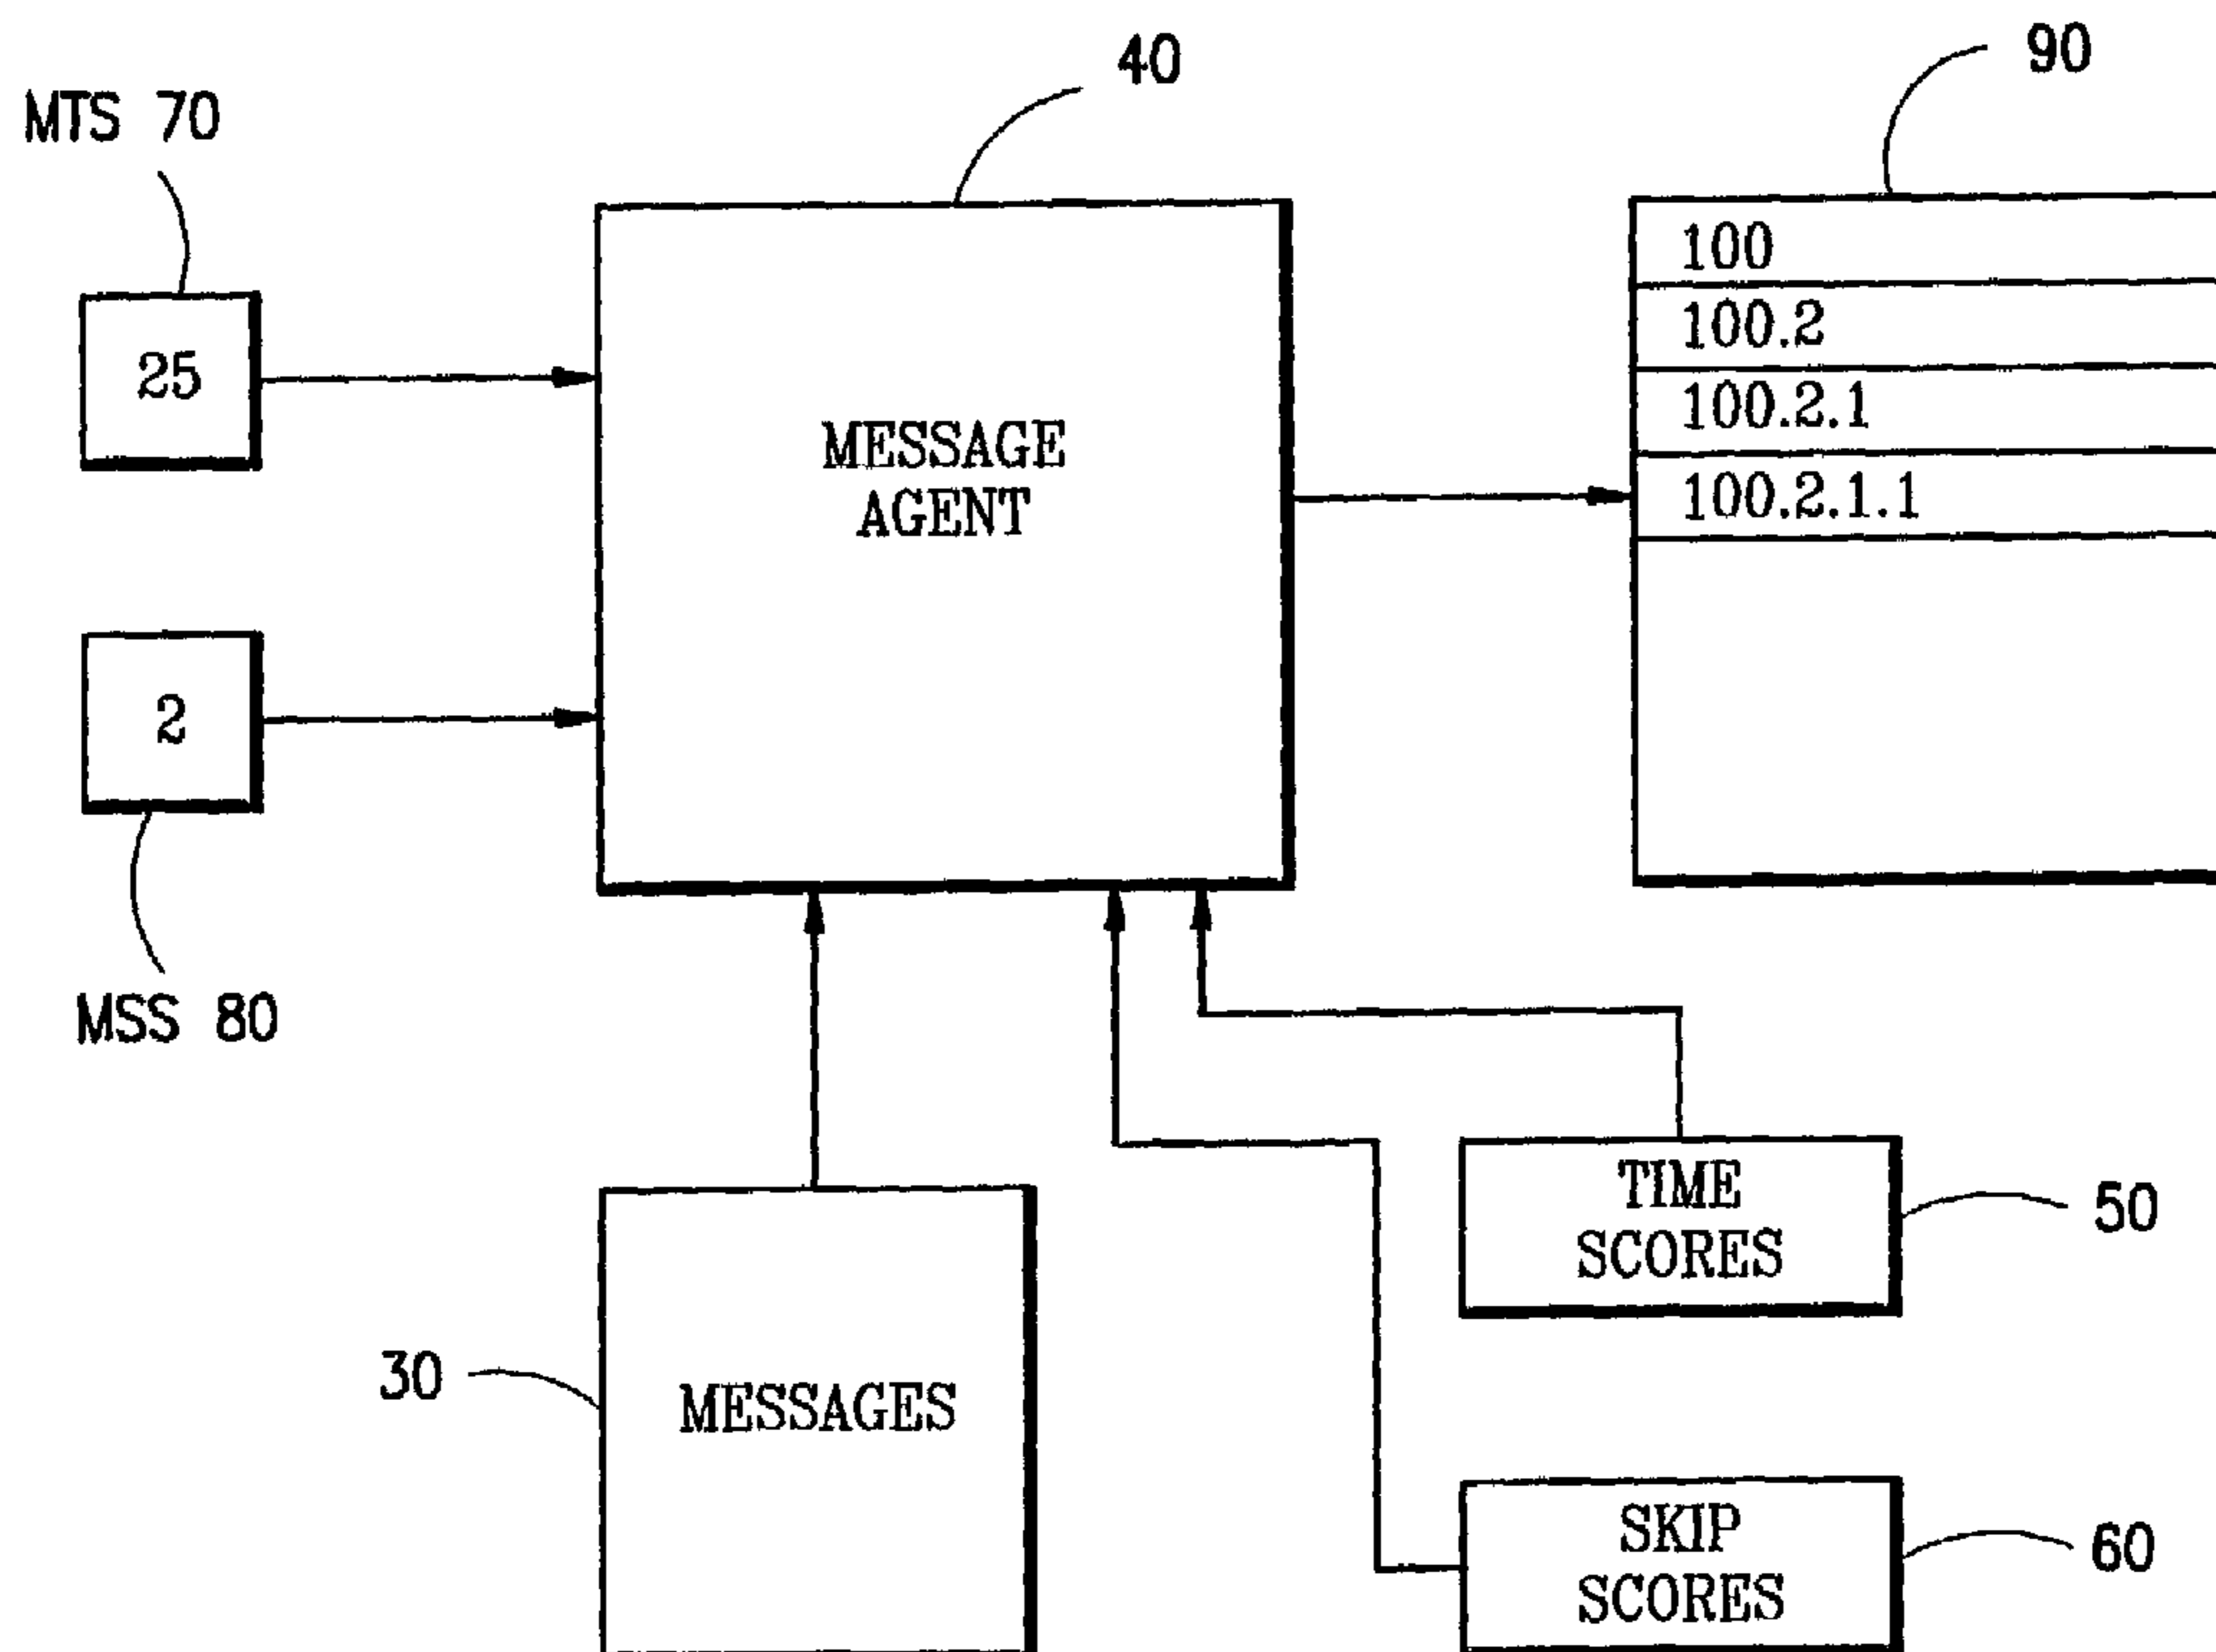 40
90
MTS 70
100
100.2
25
100.2.1
MESSAGE
AGENT
100.2.1.1
2
MSS 80
TIME
SCORES
50
30
MESSAGES
SKIP
SCORES
60